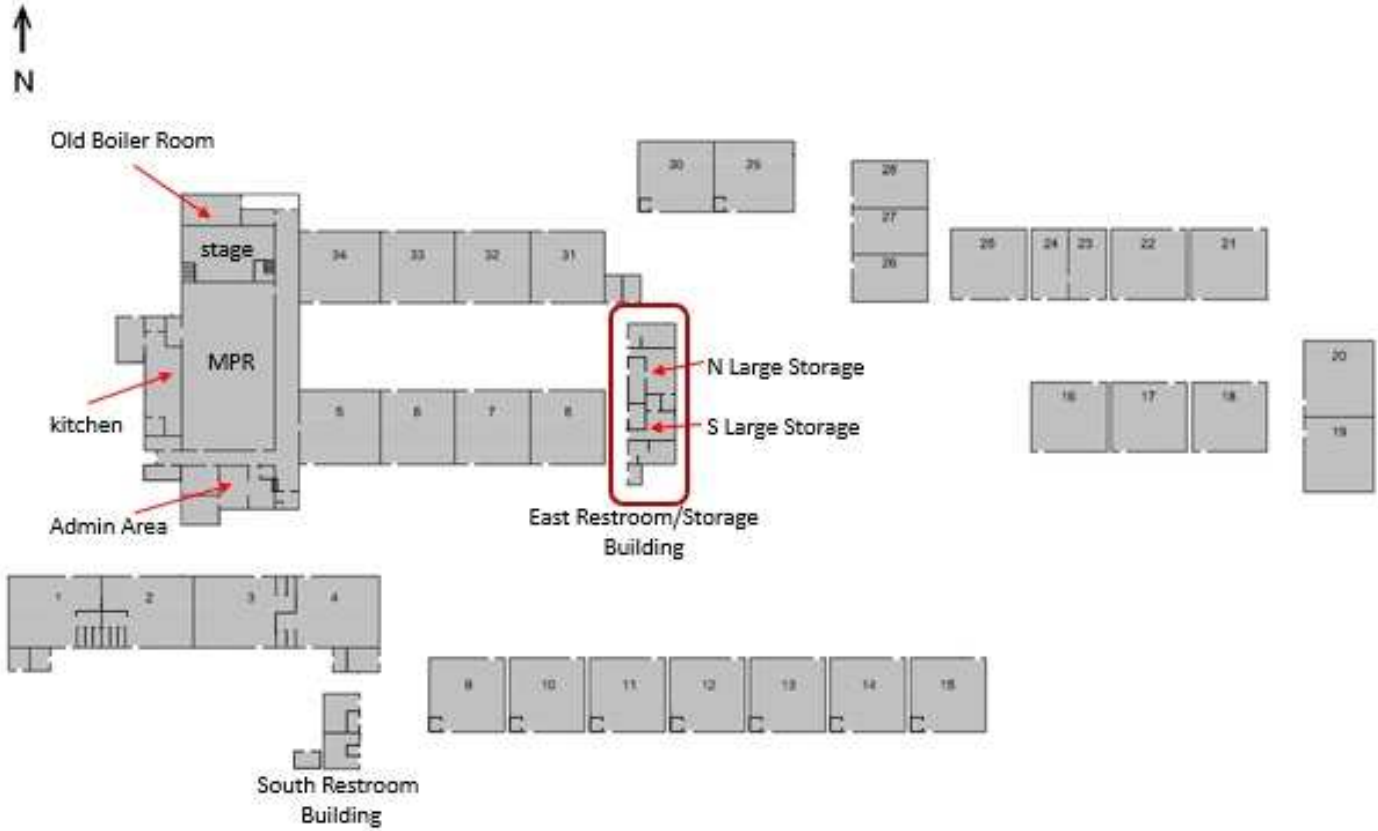 N
Old Boiler Room
30 29
28
stage
34 33 32 31
27
26
25 24 23 22 21
MPR
N Large Storage
20
kitchen
5 6 7 8
S Large Storage
16 17 18
19
Admin Area
East Restroom/Storage
Building
1 2 3 4
9 10 11 12 13 14 15
South Restroom
Building